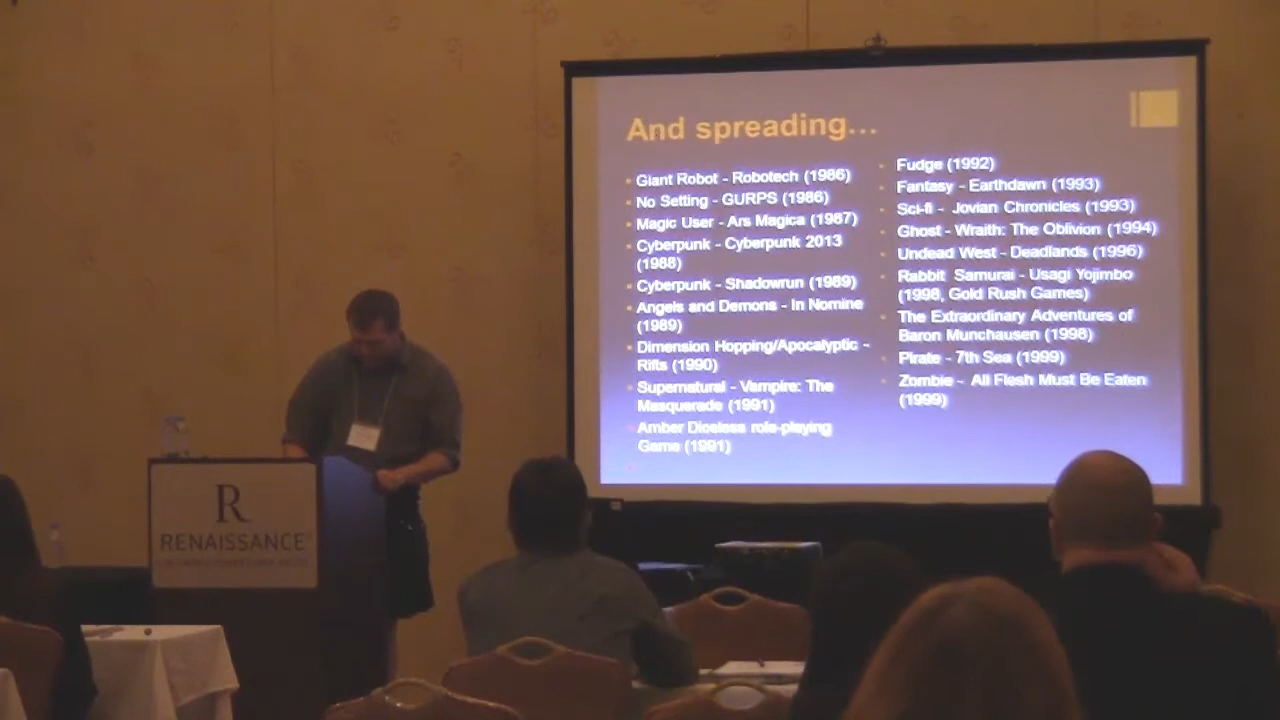 And spreading...
Giant Robot - Robotech (1986)
No Setting - GURPS (1986)
Magic User - Ars Magica (1987)
Cyberpunk - Cyberpunk 2013
(1988)
Cyberpunk - Shadowrun (1989)
Angels and Demons - In Nomine
(1989)
Dimension Hopping/Apocalyptic -
Rifts (1990)
Supernatural - Vampire: The
Masquerade (1991)
Amber Diceless role-playing
Game (1991)
Fudge (1992)
Fantasy - Earthdawn (1993)
Sci-fi - Jovian Chronicles (1993)
Ghost - Wraith: The Oblivion (1994)
Undead West - Deadlands (1996)
Rabbit Samurai - Usagi Yojimbo
(1998, Gold Rush Games)
The Extraordinary Adventures of
Baron Munchausen (1998)
Pirate - 7th Sea (1999)
Zombie - All Flesh Must Be Eaten
(1999)
R
RENAISSANCE